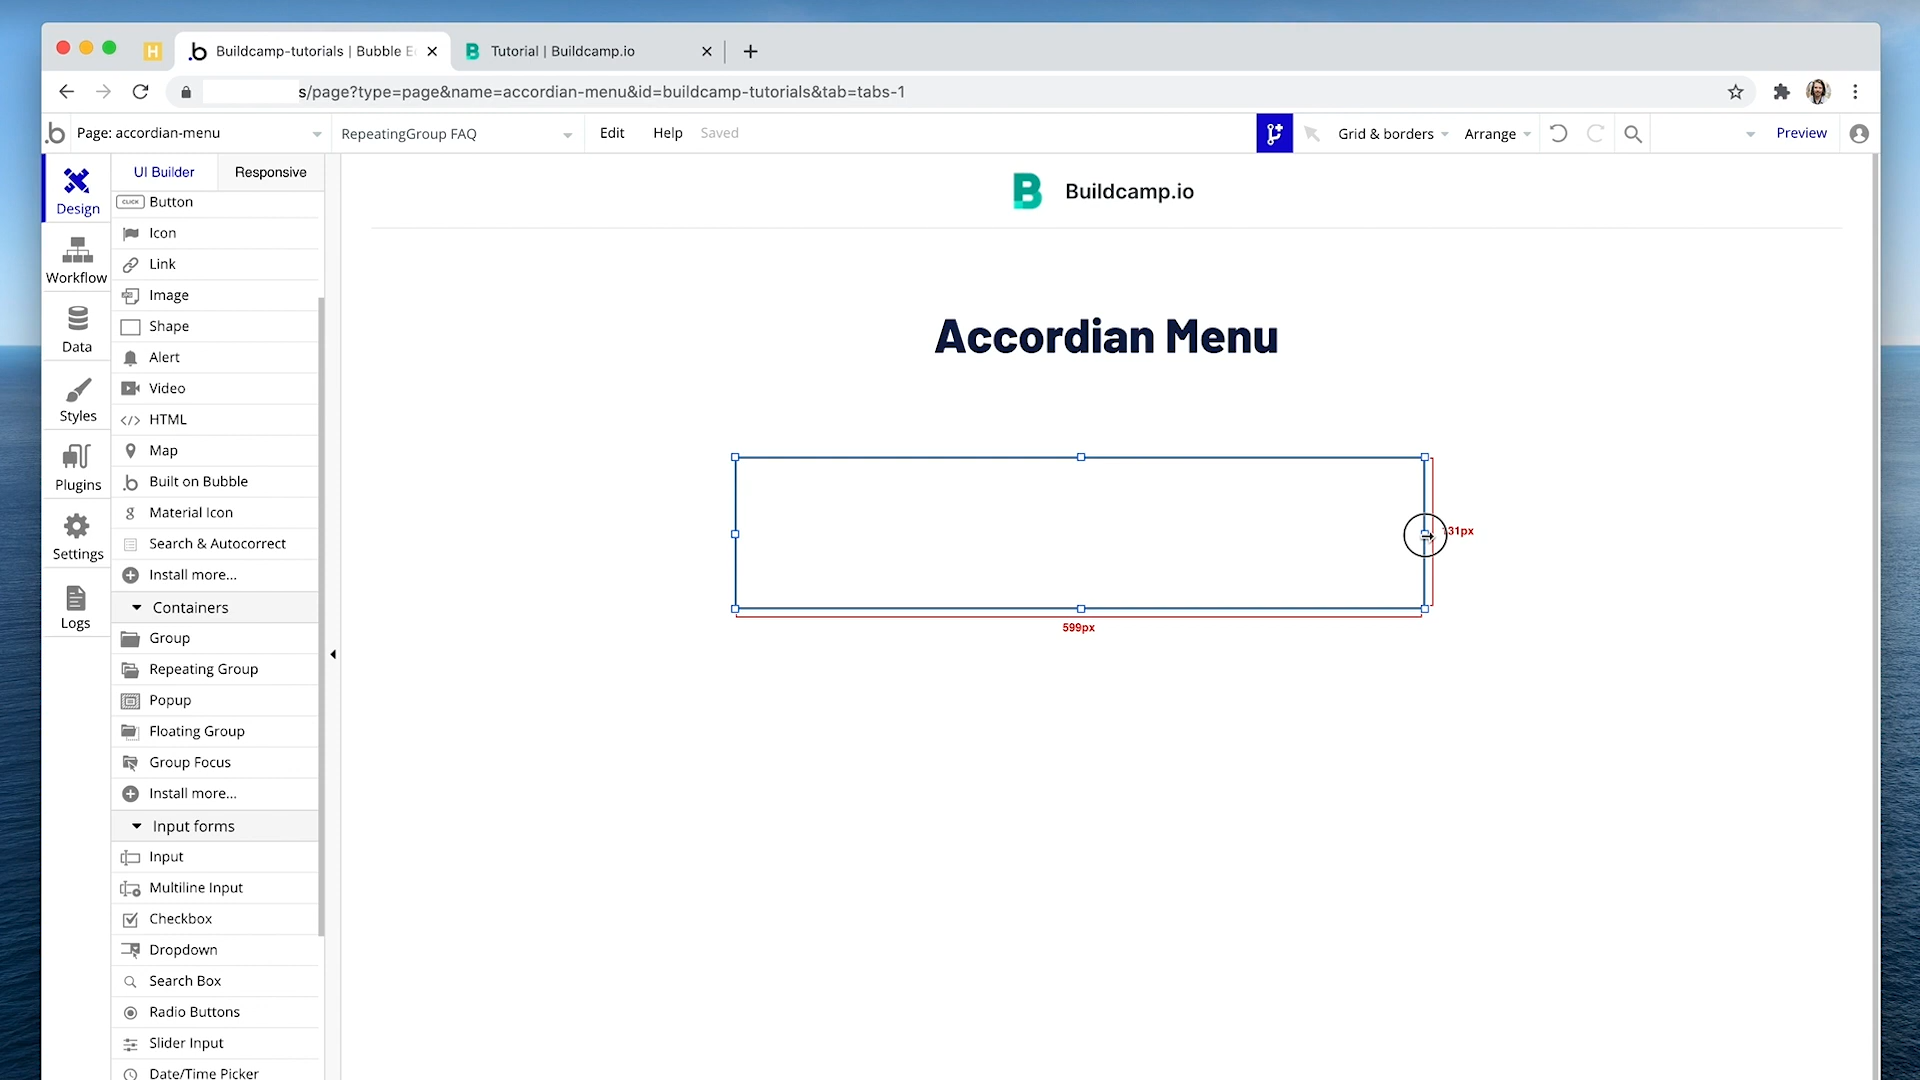 H
Buildcamp-tutorials | Bubble E
Tutorial | Buildcamp.io
s/page?type=page&name=accordian-menu&id=buildcamp-tutorials&tab=tabs-1
Page: accordian-menu
RepeatingGroup FAQ
Edit
Help
Saved
Grid & borders
Arrange
Preview
UI Builder
Responsive
Design
Workflow
Data
Styles
Plugins
Settings
Logs
CLICK
Button
Icon
Link
Image
Shape
Alert
Video
HTML
Map
Built on Bubble
Material Icon
Search & Autocorrect
Install more...
Containers
Group
Repeating Group
Popup
Floating Group
Group Focus
Install more...
Input forms
Input
Multiline Input
Checkbox
Dropdown
Search Box
Radio Buttons
Slider Input
Date/Time Picker
B Buildcamp.io
Accordian Menu
131px
599px